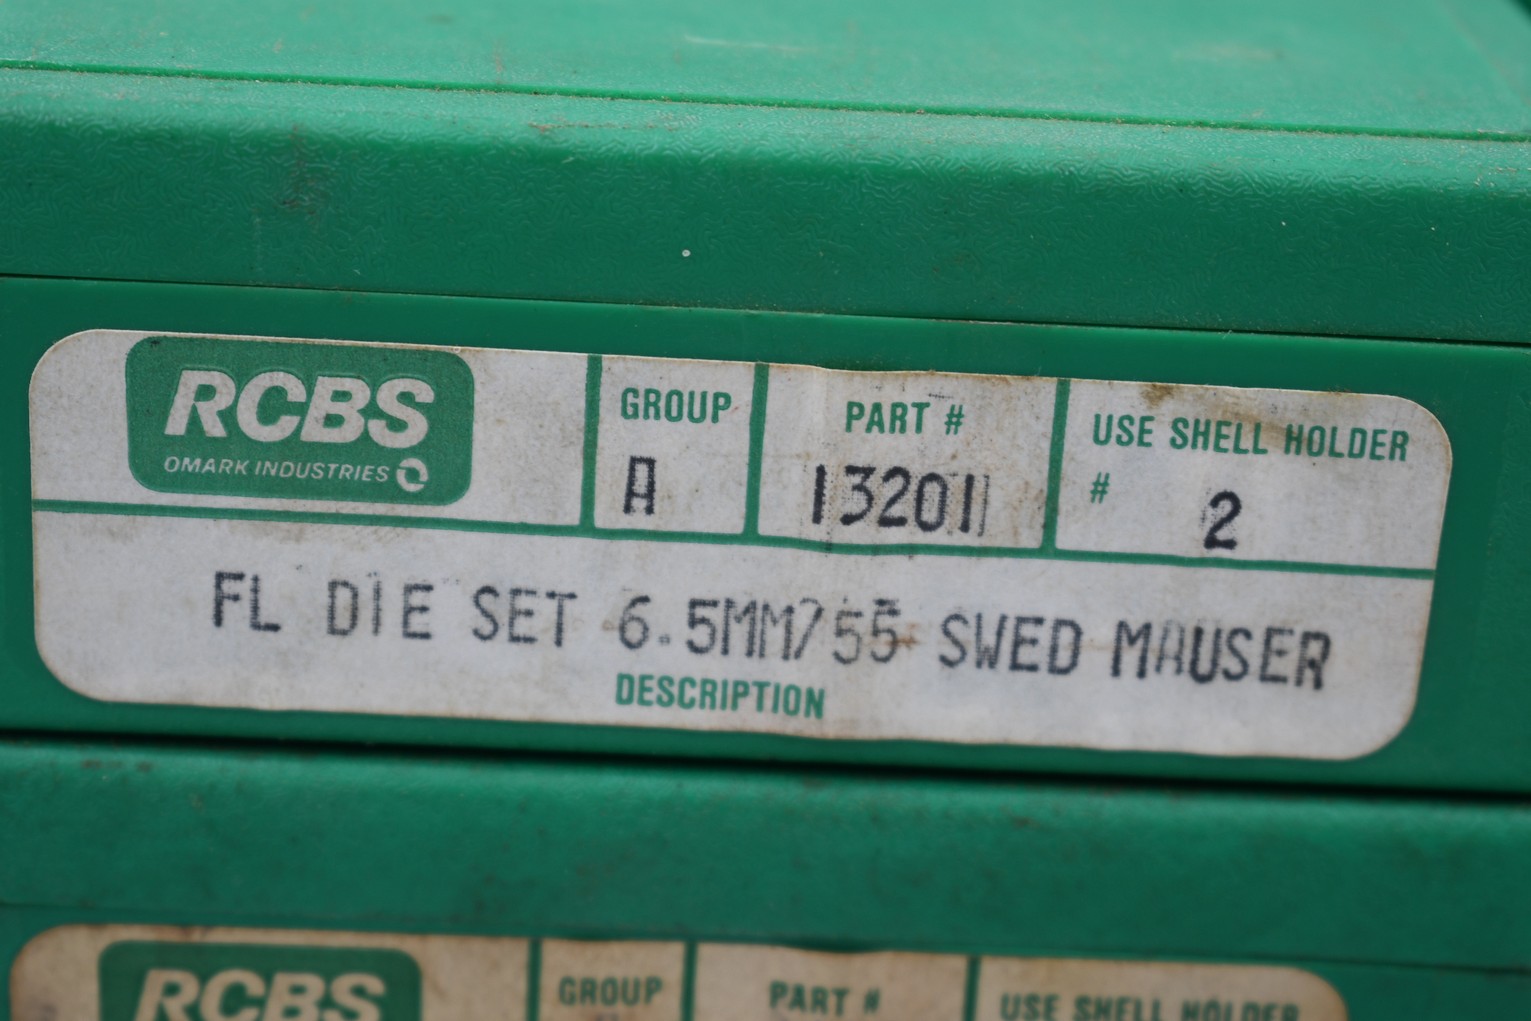 RCBS
OMARK INDUSTRIES
GROUP
A
PART #
13201
USE SHELL HOLDER
# 2
FL DIE SET 6.5MM/55 SWED MAUSER
DESCRIPTION
RCBS
GROUP
PART #
USE SHELL HOLDER